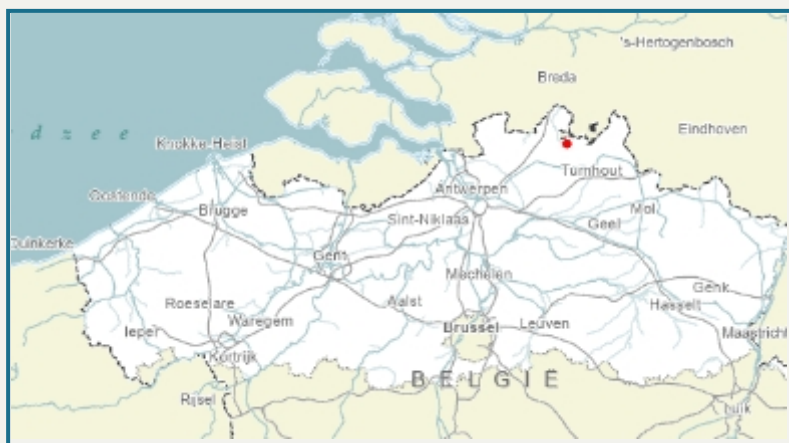 's-Hertogenbosch
Breda
Eindhoven
dzee
Knokke-Heist
Turnhout
Oostende
Antwerpen
Brugge
Sint-Niklaas
Geel
Mol
Duinkerke
Gent
Mechelen
Genk
Roeselare
Aalst
Hasselt
Ieper
Waregem
Brussel
Leuven
Maastricht
Kortrijk
BELGIË
Rijsel
Luik